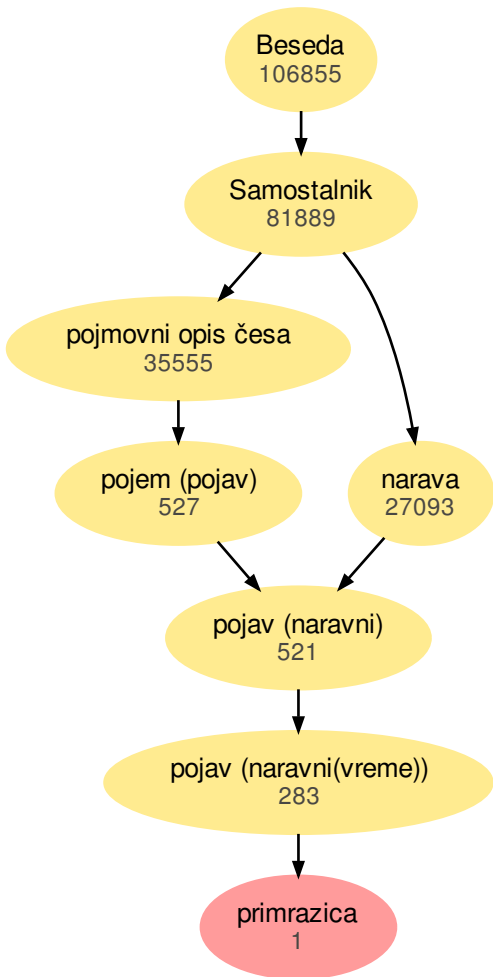 Beseda
106855
Samostalnik
81889
pojmovni opis česa
35555
pojem (pojav)
527
narava
27093
pojav (naravni)
521
pojav (naravni(vreme))
283
primrazica
1